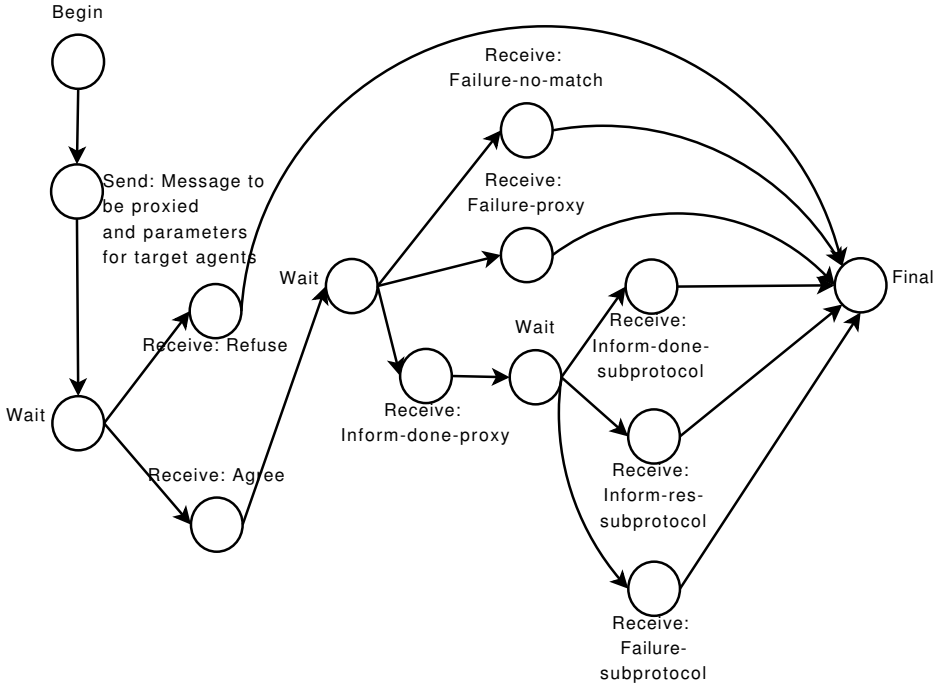 Begin
Send: Message to
be proxied
and parameters
for target agents
Wait
Receive: Refuse
Receive: Agree
Wait
Receive:
Failure-no-match
Receive:
Failure-proxy
Receive:
Inform-done-proxy
Wait
Receive:
Inform-done-
subprotocol
Receive:
Inform-res-
subprotocol
Receive:
Failure-
subprotocol
Final